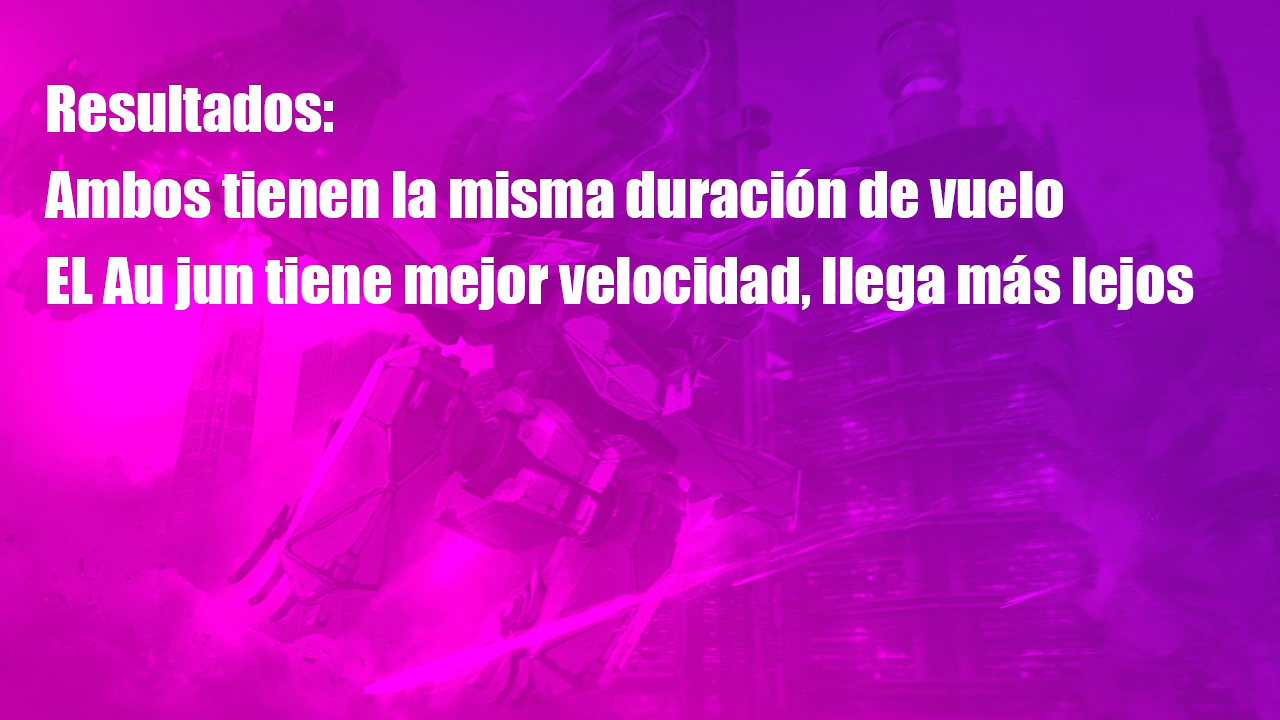 Resultados:
Ambos tienen la misma duración de vuelo
EL Au jun tiene mejor velocidad, llega más lejos